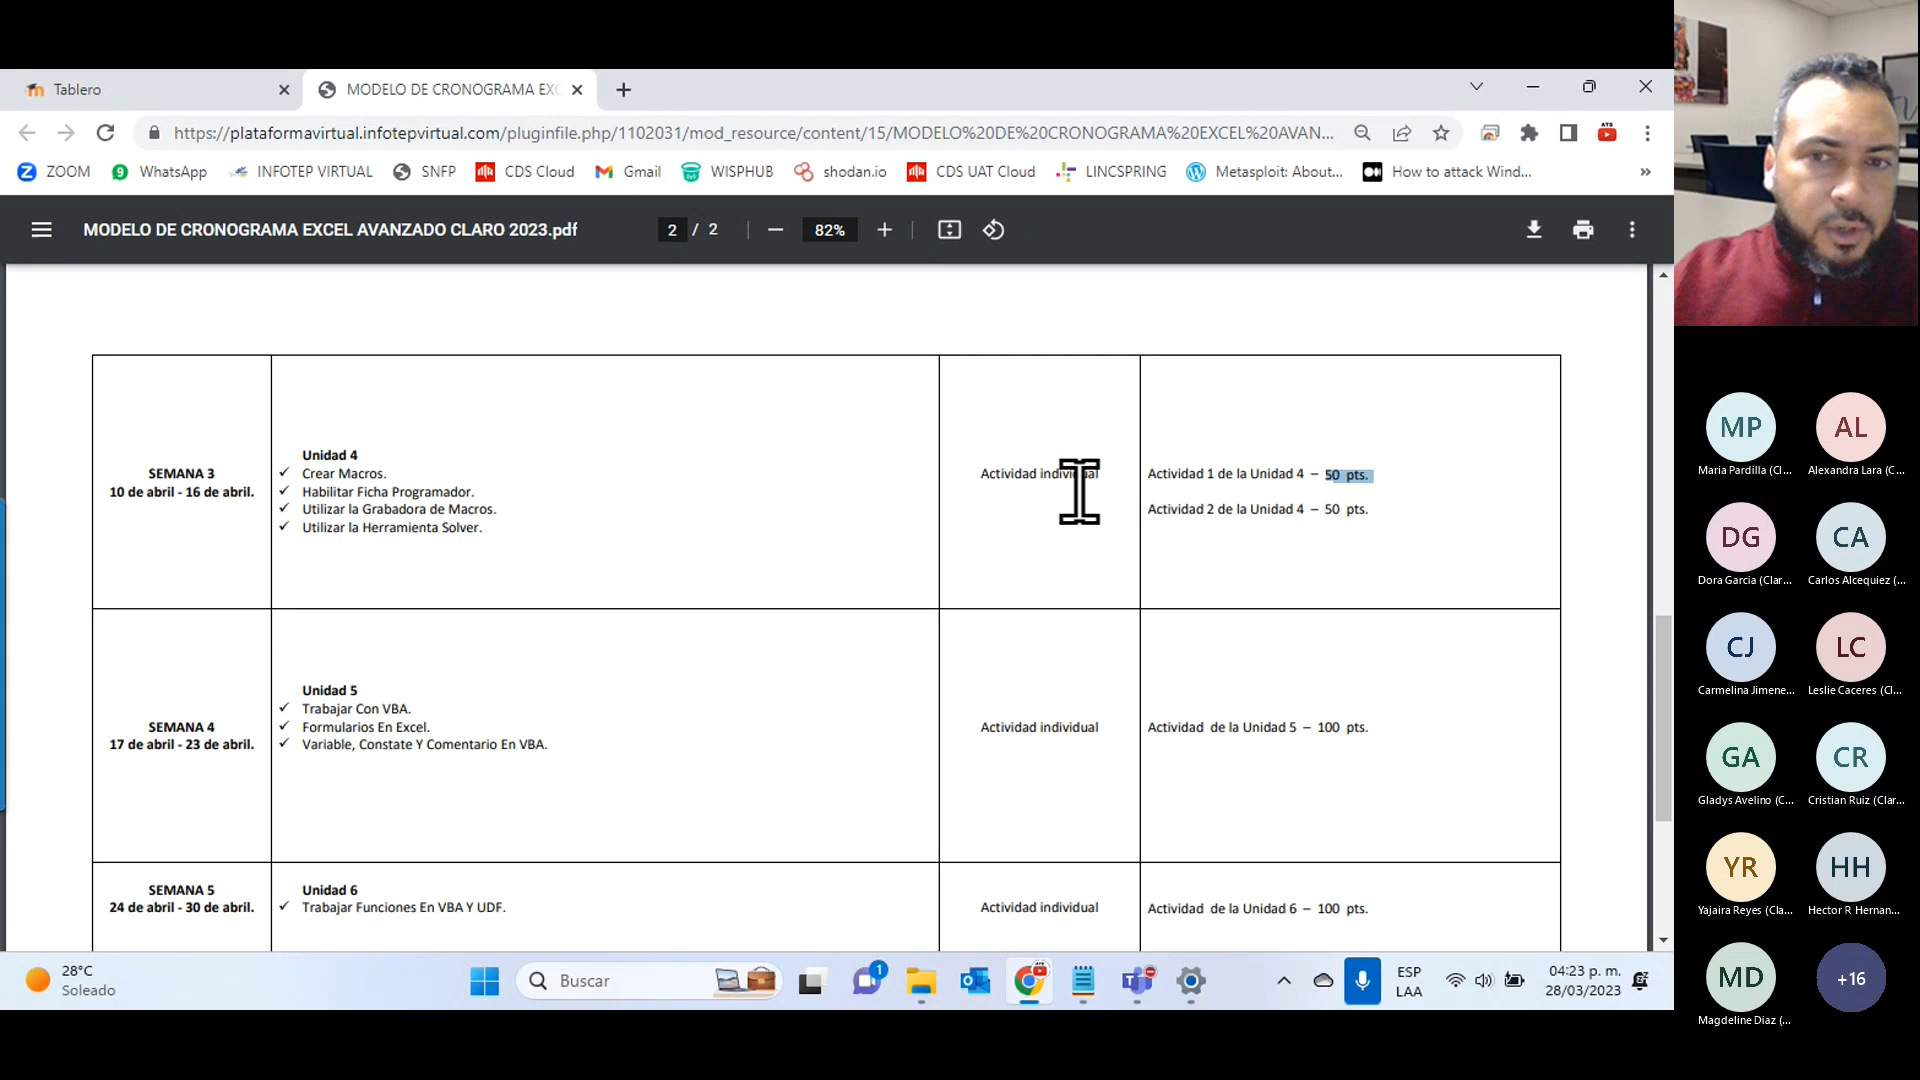 Tablero
MODELO DE CRONOGRAMA EXC
https://plataformavirtual.infotepvirtual.com/pluginfile.php/1102031/mod_resource/content/15/MODELO%20DE%20CRONOGRAMA%20EXCEL%20AVAN...
ZOOM
9
WhatsApp
INFOTEP VIRTUAL
SNFP
CDS Cloud
Gmail
WISPHUB
shodan.io
CDS UAT Cloud
LINCSPRING
Metasploit: About...
How to attack Wind...
»
MODELO DE CRONOGRAMA EXCEL AVANZADO CLARO 2023.pdf
2 / 2
82%
SEMANA 3
10 de abril - 16 de abril.
Unidad 4
✓ Crear Macros.
✓ Habilitar Ficha Programador.
✓ Utilizar la Grabadora de Macros.
✓ Utilizar la Herramienta Solver.
Actividad individual
Actividad 1 de la Unidad 4 – 50 pts.
Actividad 2 de la Unidad 4 – 50 pts.
SEMANA 4
17 de abril - 23 de abril.
Unidad 5
✓ Trabajar Con VBA.
✓ Formularios En Excel.
✓ Variable, Constate Y Comentario En VBA.
Actividad individual
Actividad de la Unidad 5 – 100 pts.
SEMANA 5
24 de abril - 30 de abril.
Unidad 6
✓ Trabajar Funciones En VBA Y UDF.
Actividad individual
Actividad de la Unidad 6 – 100 pts.
28°C
Soleado
Buscar
1
ESP
LAA
04:23 p. m.
28/03/2023
MP
Maria Pardilla (Cl...
AL
Alexandra Lara (C...
DG
Dora Garcia (Clar...
CA
Carlos Alcequiez (...
CJ
Carmelina Jimene...
LC
Leslie Caceres (Cl...
GA
Gladys Avelino (C...
CR
Cristian Ruiz (Clar...
YR
Yajaira Reyes (Cla...
HH
Hector R Hernan...
MD
Magdeline Diaz (...
+16